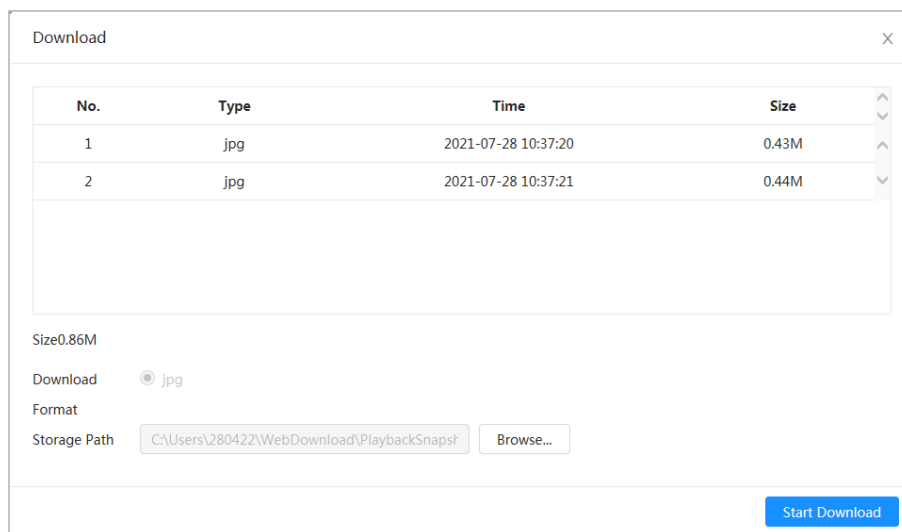 Download
No. Type Time Size
1 jpg 2021-07-28 10:37:20 0.43M
2 jpg 2021-07-28 10:37:21 0.44M
Size0.86M
Download jpg
Format
Storage Path C:\Users\280422\WebDownload\PlaybackSnapsh Browse...
Start Download